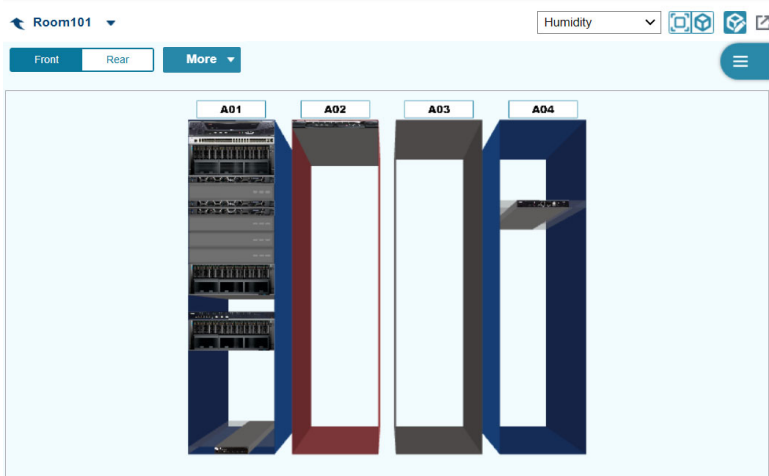 Room101
Humidity
Front
Rear
More
A01
A02
A03
A04